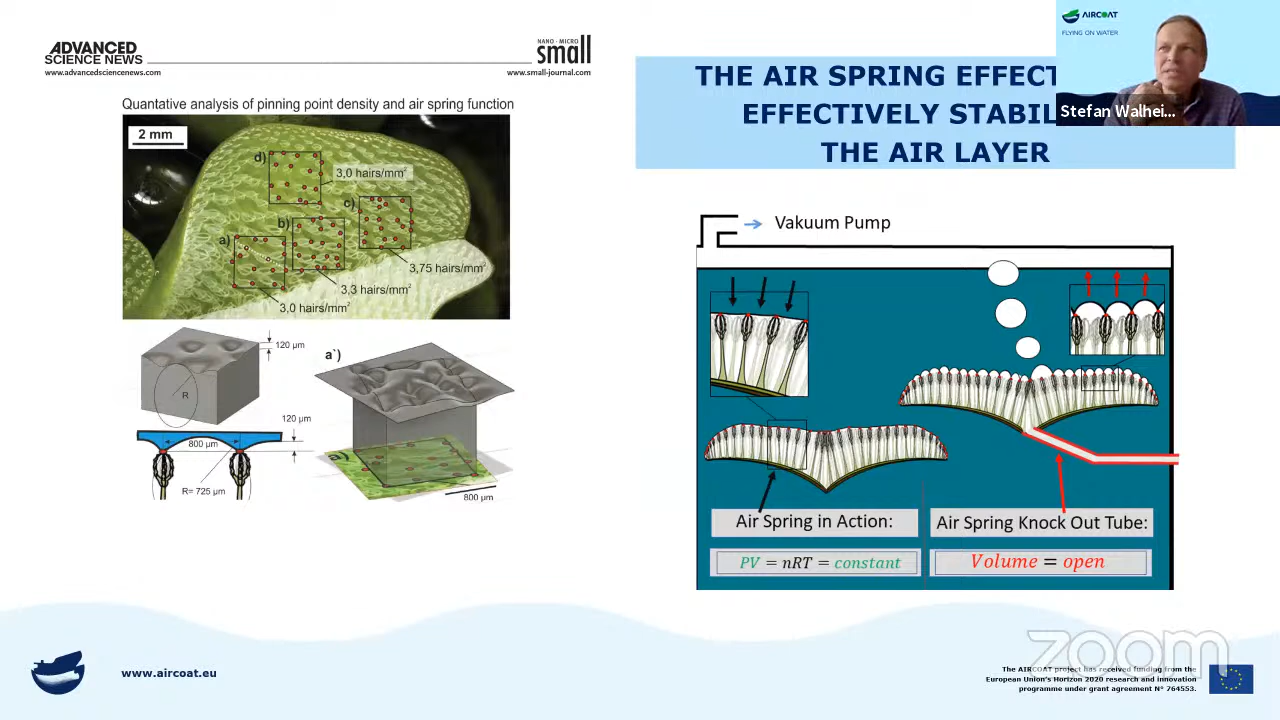 ADVANCED
SCIENCE NEWS
www.advancedsciencenews.com
NANO · MICRO
small
www.small-journal.com
Quantative analysis of pinning point density and air spring function
2 mm
d)
3,0 hairs/mm²
c)
b)
a)
3,75 hairs/mm²
3,3 hairs/mm²
3,0 hairs/mm²
120 µm
R
a`)
120 µm
800 µm
R= 725 µm
800 µm
THE AIR SPRING EFFECT
EFFECTIVELY STABIL
THE AIR LAYER
AIRCOAT
FLYING ON WATER
Stefan Walhei...
Vakuum Pump
Air Spring in Action:
Air Spring Knock Out Tube:
PV = nRT = constant
Volume = open
www.aircoat.eu
zoom
The AIRCOAT project has received funding from the
European Union's Horizon 2020 research and innovation
programme under grant agreement N° 764553.